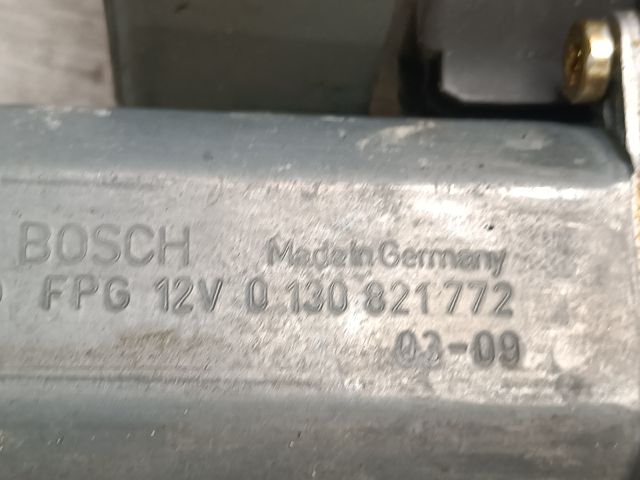 BOSCH Made in Germany
FPG 12V 0 130 821 772
03-09